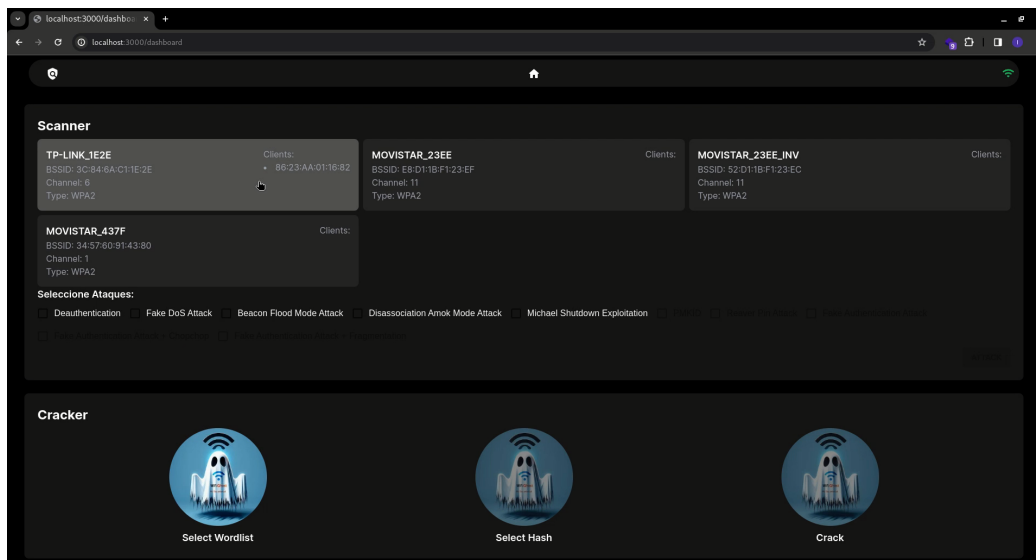 localhost:3000/dashboa
localhost:3000/dashboard
Scanner
TP-LINK_1E2E
Clients:
BSSID: 3C:84:6A:C1:1E:2E
• 86:23:AA:01:16:82
Channel: 6
Type: WPA2
MOVISTAR_23EE
Clients:
BSSID: E8:D1:1B:F1:23:EF
Channel: 11
Type: WPA2
MOVISTAR_23EE_INV
Clients:
BSSID: 52:D1:1B:F1:23:EC
Channel: 11
Type: WPA2
MOVISTAR_437F
Clients:
BSSID: 34:57:60:91:43:80
Channel: 1
Type: WPA2
Seleccione Ataques:
Deauthentication Fake DoS Attack Beacon Flood Mode Attack Disassociation Amok Mode Attack Michael Shutdown Exploitation
Cracker
Select Wordlist
Select Hash
Crack